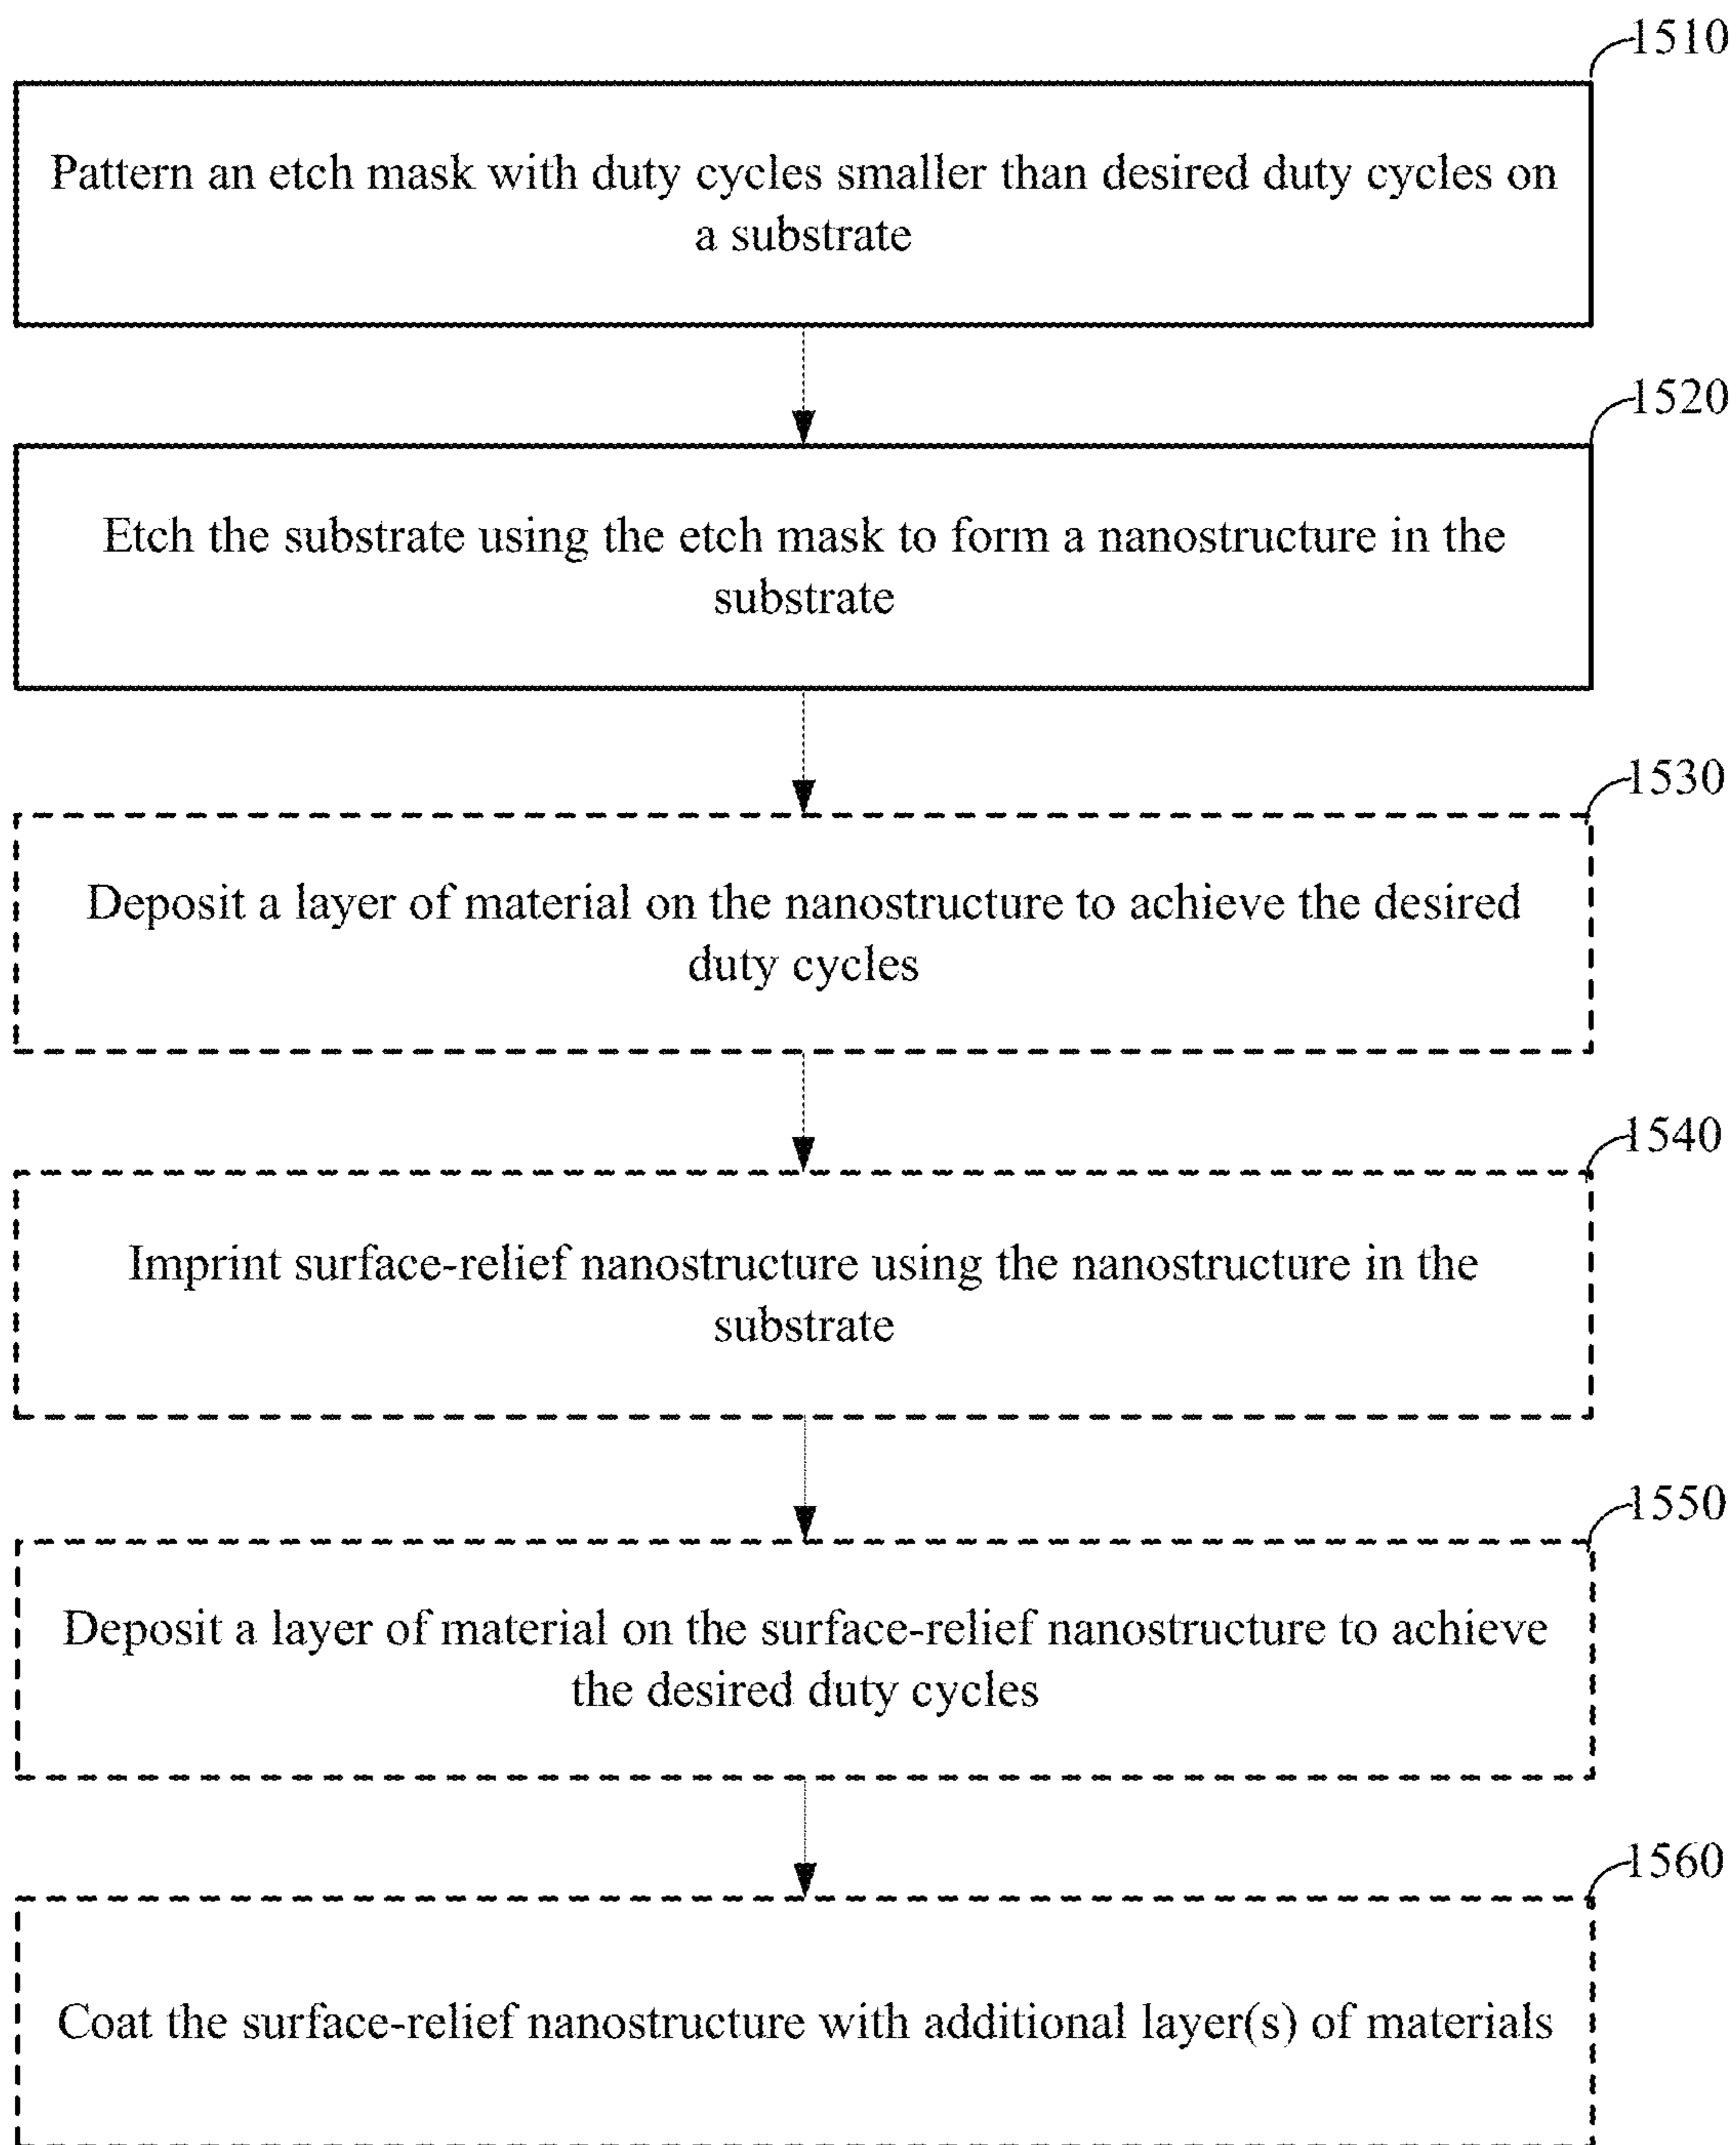 1510
Pattern an etch mask with duty cycles smaller than desired duty cycles on
a substrate
1520
Etch the substrate using the etch mask to form a nanostructure in the
substrate
1530
Deposit a layer of material on the nanostructure to achieve the desired
duty cycles
1540
Imprint surface-relief nanostructure using the nanostructure in the
substrate
1550
Deposit a layer of material on the surface-relief nanostructure to achieve
the desired duty cycles
1560
Coat the surface-relief nanostructure with additional layer(s) of materials